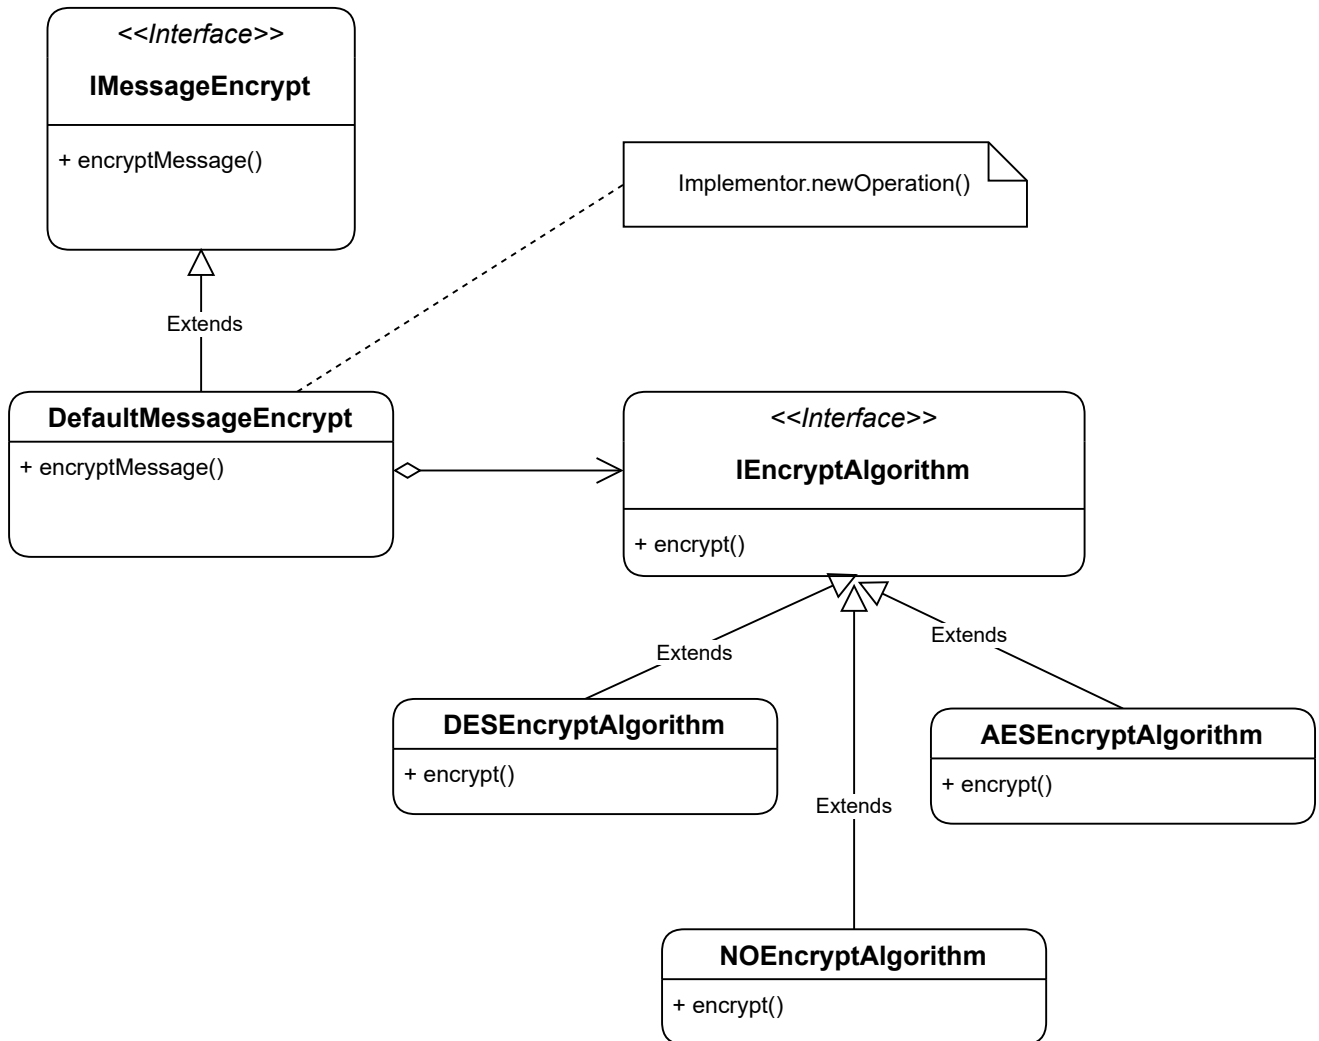 <<Interface>>
IMessageEncrypt
+ encryptMessage()
Implementor.newOperation()
Extends
DefaultMessageEncrypt
+ encryptMessage()
<<Interface>>
IEncryptAlgorithm
+ encrypt()
Extends
Extends
DESEncryptAlgorithm
+ encrypt()
AESEncryptAlgorithm
+ encrypt()
Extends
NOEncryptAlgorithm
+ encrypt()